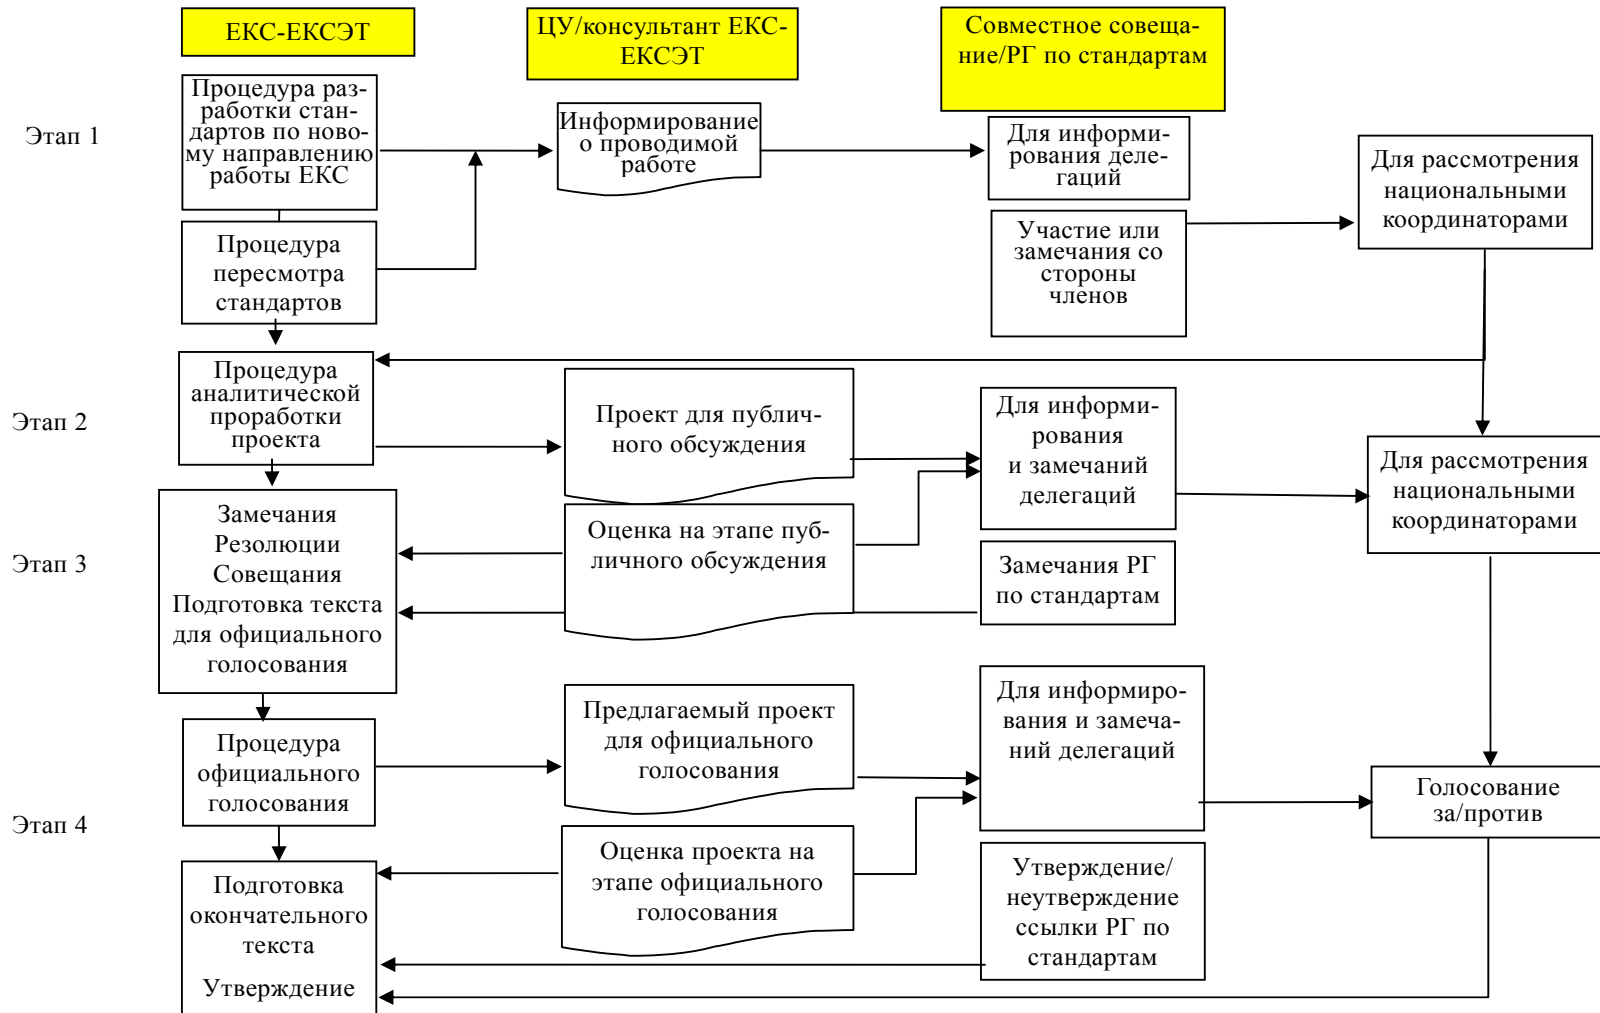 ЕКС-ЕКСЭТ
ЦУ/консультант ЕКС-
ЕКСЭТ
Совместное совеща-
ние/РГ по стандартам
Этап 1
Процедура раз-
работки стан-
дартов по ново-
му направлению
работы ЕКС
Информирование
о проводимой
работе
Для информи-
рования деле-
гаций
Для рассмотрения
национальными
координаторами
Процедура
пересмотра
стандартов
Участие или
замечания со
стороны
членов
Этап 2
Процедура
аналитической
проработки
проекта
Проект для публич-
ного обсуждения
Для информи-
рования
и замечаний
делегаций
Для рассмотрения
национальными
координаторами
Этап 3
Замечания
Резолюции
Совещания
Подготовка текста
для официального
голосования
Оценка на этапе пуб-
личного обсуждения
Замечания РГ
по стандартам
Процедура
официального
голосования
Предлагаемый проект
для официального
голосования
Для информиро-
вания и замеча-
ний делегаций
Голосование
за/против
Этап 4
Подготовка
окончательного
текста
Утверждение
Оценка проекта на
этапе официального
голосования
Утверждение/
неутверждение
ссылки РГ по
стандартам